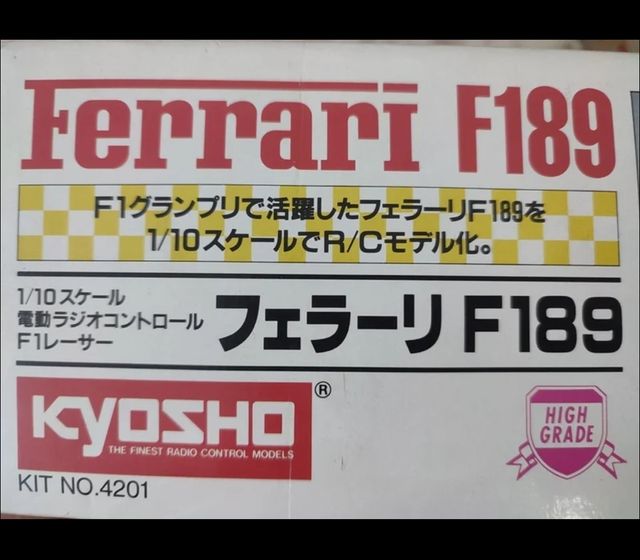 Ferrari F189
F1グランプリで活躍したフェラーリF189を
1/10スケールでR/Cモデル化。
1/10スケール
電動ラジオコントロール
F1レーサー
フェラーリ F189
KYOSHO ®
THE FINEST RADIO CONTROL MODELS
HIGH
GRADE
KIT NO.4201